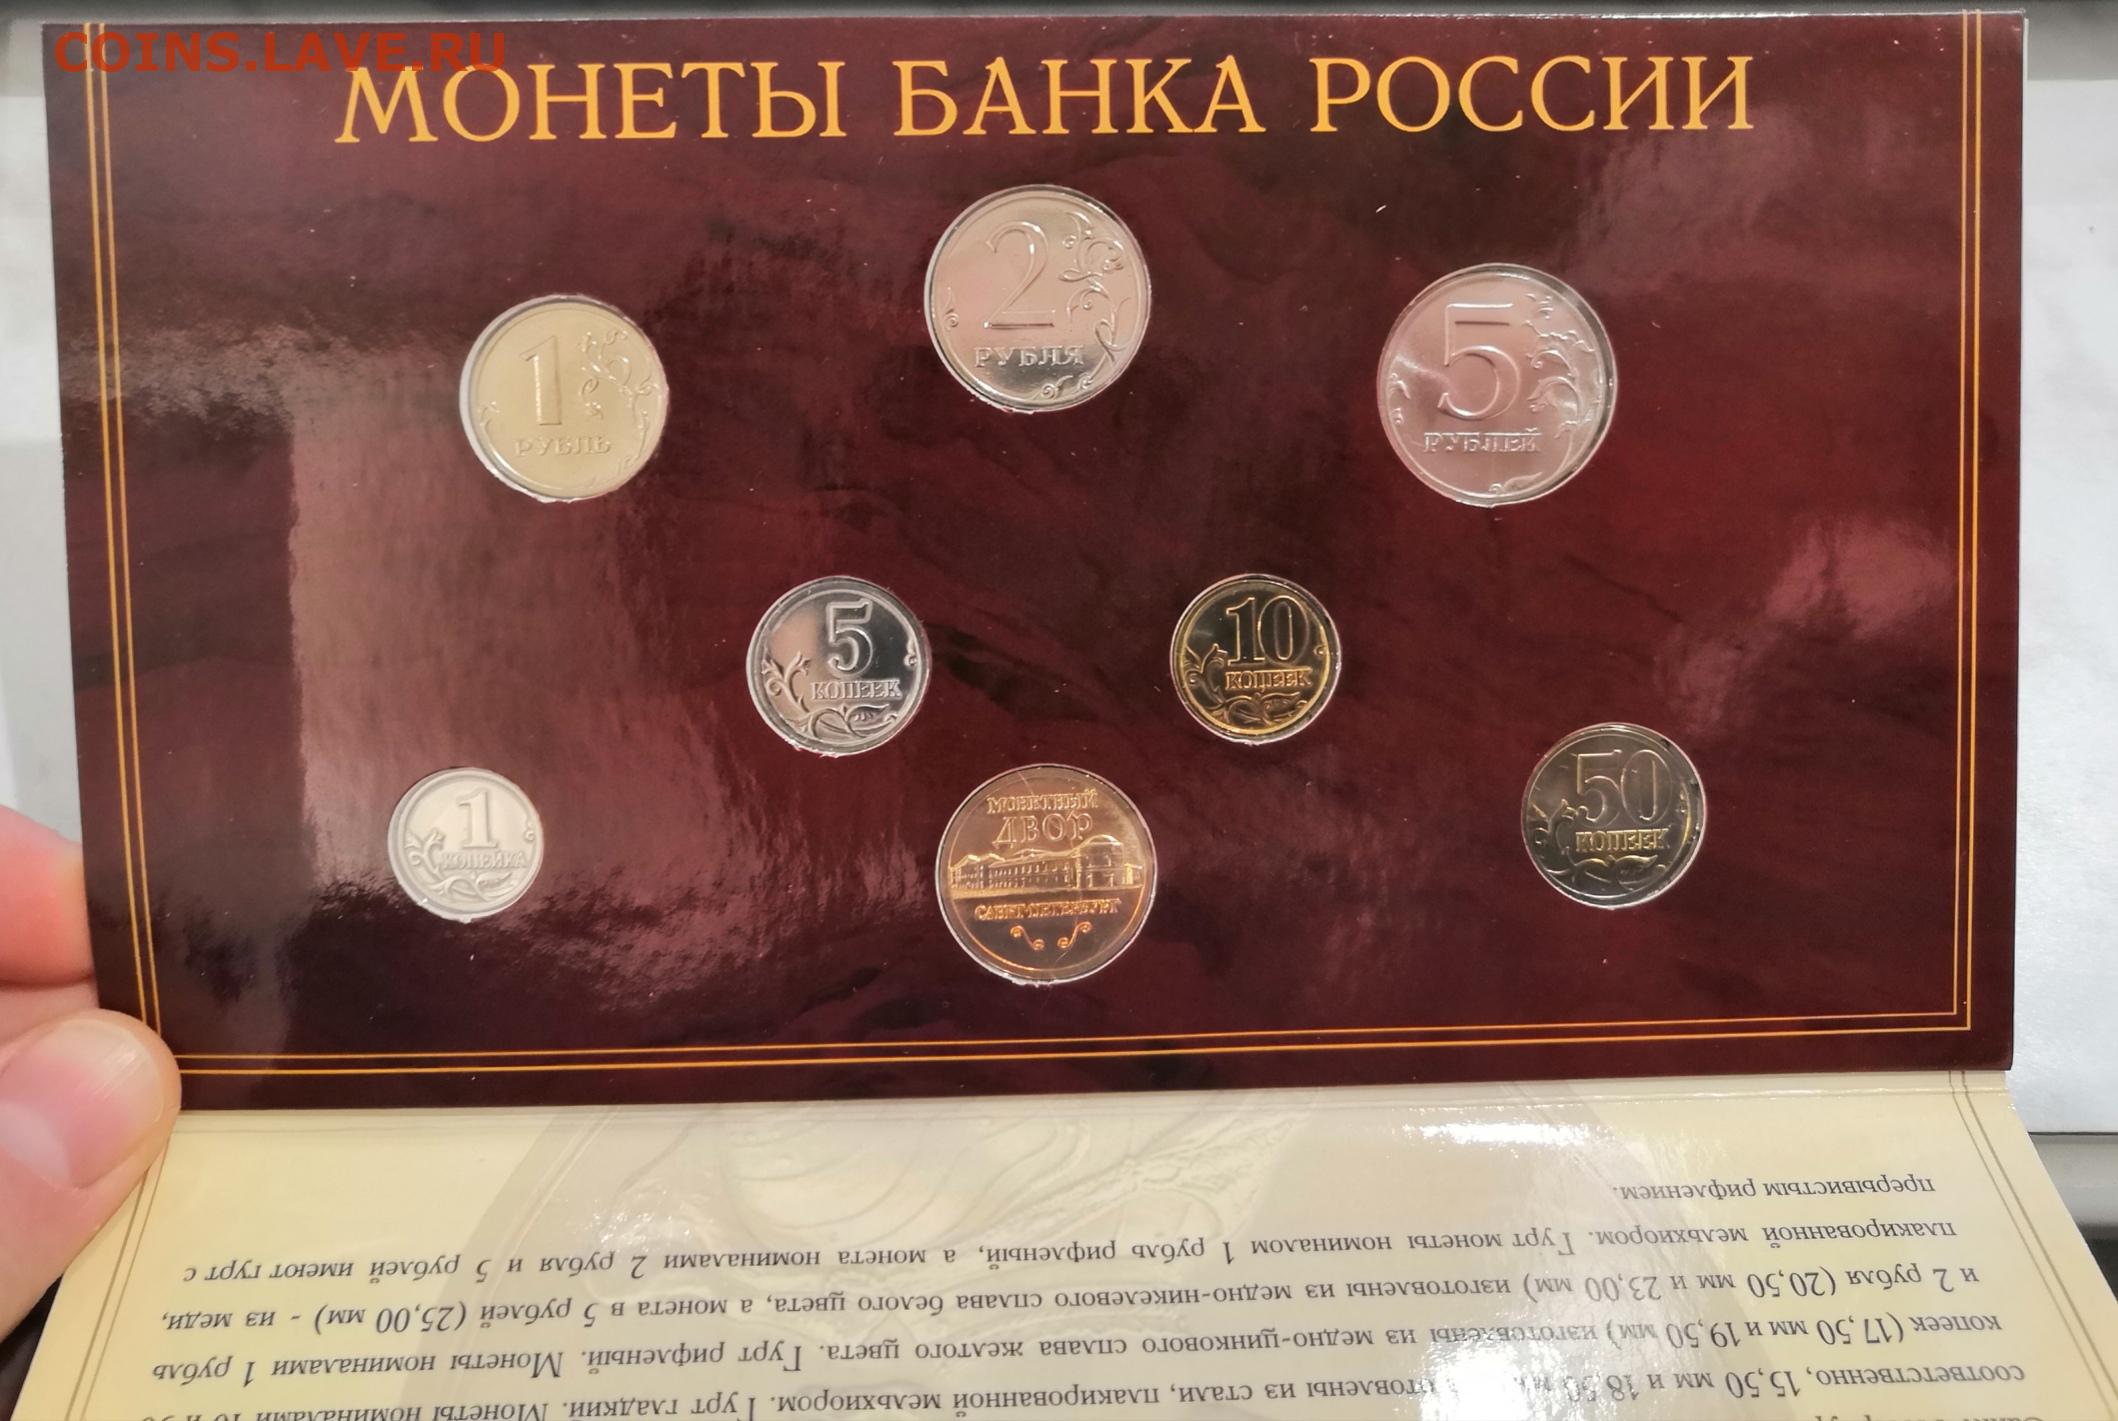 COINS.LAVE.RU
МОНЕТЫ БАНКА РОССИИ
2
РУБЛЯ
1
РУБЛЬ
5
РУБЛЕЙ
5
КОПЕЕК
10
КОПЕЕК
1
КОПЕЙКА
МОНЕТНЫЙ
ДВОР
САНКТ-ПЕТЕРБУРГ
50
КОПЕЕК
соответственно, 15,50 мм и 18,50 из стали, плакированной мельхиором. Гурт гладкий. Монеты номиналами 10 и 50
копеек (17,50 мм и 19,50 мм) изготовлены из медно-цинкового сплава желтого цвета. Гурт рифленый. Монеты номиналами 1 рубль
и 2 рубля (20,50 мм и 23,00 мм) изготовлены из медно-никелевого сплава белого цвета, а монета в 5 рублей (25,00 мм) - из меди,
плакированной мельхиором. Гурт монеты номиналом 1 рубль рифленый, а монета номиналами 2 рубля и 5 рублей имеют гурт с
прерывистым рифлением.